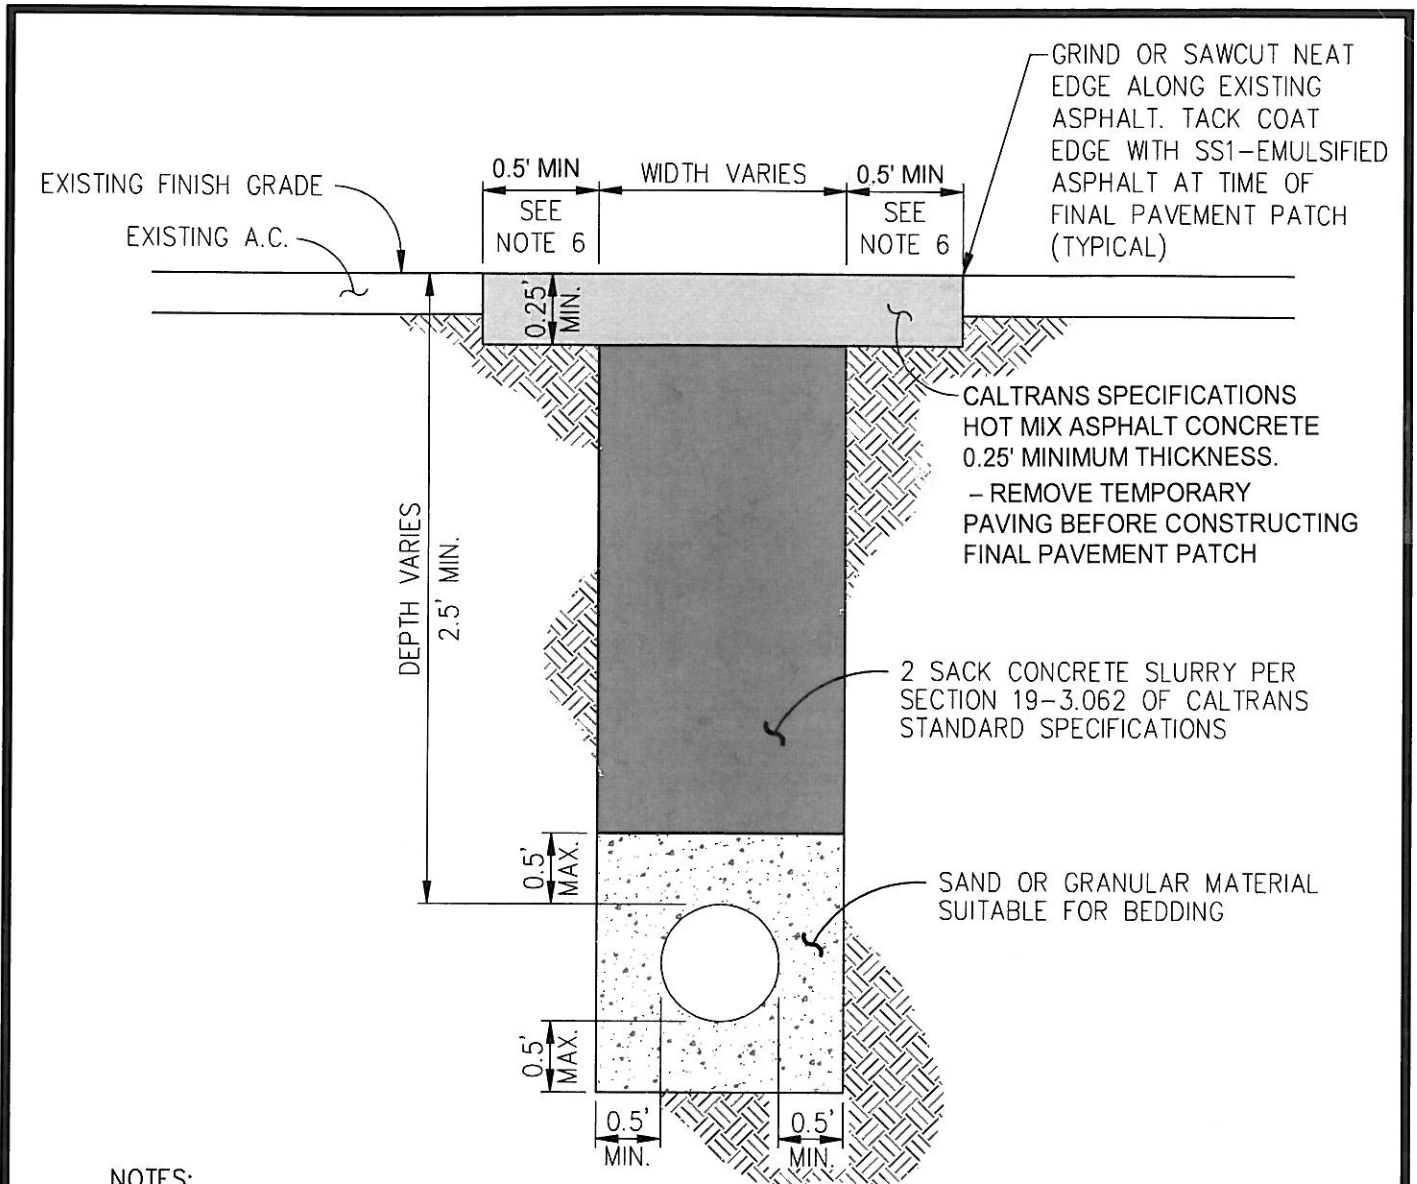 GRIND OR SAWCUT NEAT
EDGE ALONG EXISTING
ASPHALT. TACK COAT
EDGE WITH SS1-EMULSIFIED
ASPHALT AT TIME OF
FINAL PAVEMENT PATCH
(TYPICAL)
EXISTING FINISH GRADE
EXISTING A.C.
0.5' MIN
SEE
NOTE 6
WIDTH VARIES
0.5' MIN
SEE
NOTE 6
0.25'
MIN.
CALTRANS SPECIFICATIONS
HOT MIX ASPHALT CONCRETE
0.25' MINIMUM THICKNESS.
– REMOVE TEMPORARY
PAVING BEFORE CONSTRUCTING
FINAL PAVEMENT PATCH
DEPTH VARIES
2.5' MIN.
2 SACK CONCRETE SLURRY PER
SECTION 19-3.062 OF CALTRANS
STANDARD SPECIFICATIONS
0.5'
MAX.
SAND OR GRANULAR MATERIAL
SUITABLE FOR BEDDING
0.5'
MAX.
0.5'
MIN.
0.5'
MIN.
NOTES: